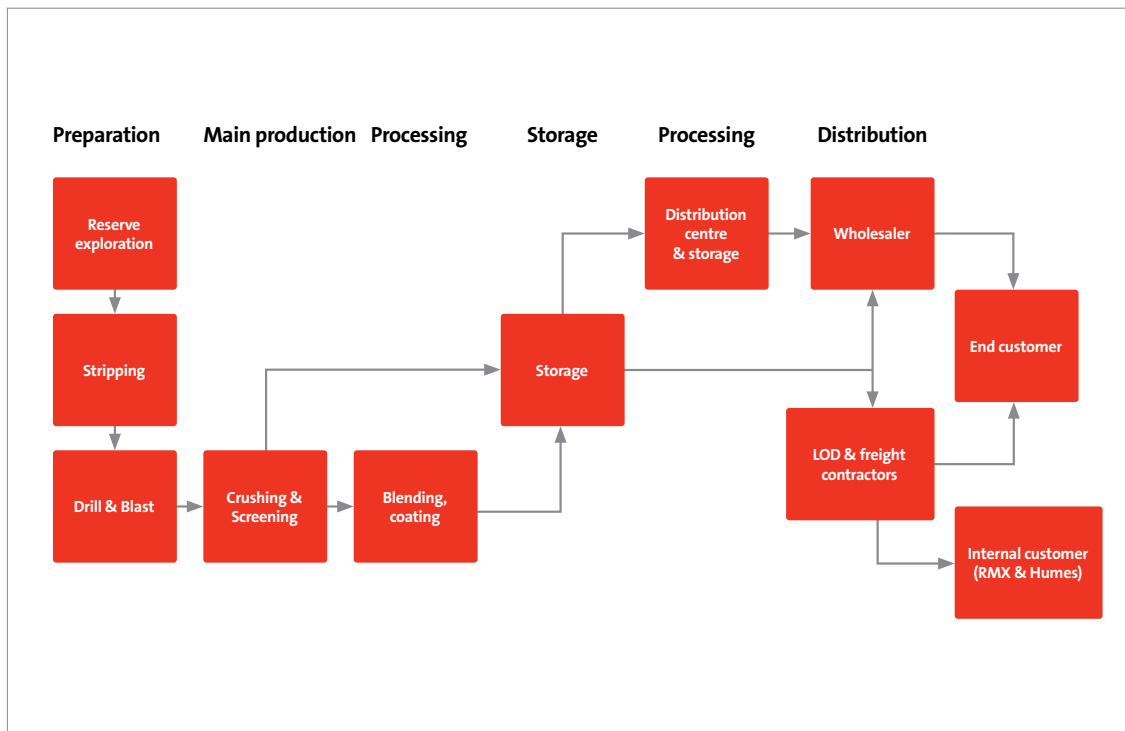 Preparation
Main production
Processing
Storage
Processing
Distribution
Reserve
exploration
Stripping
Drill & Blast
Crushing &
Screening
Blending,
coating
Storage
Distribution
centre
& storage
Wholesaler
End customer
LOD & freight
contractors
Internal customer
(RMX & Humes)